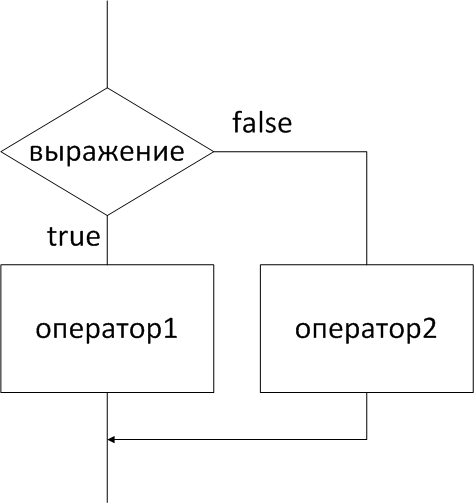 false
выражение
true
оператор1
оператор2